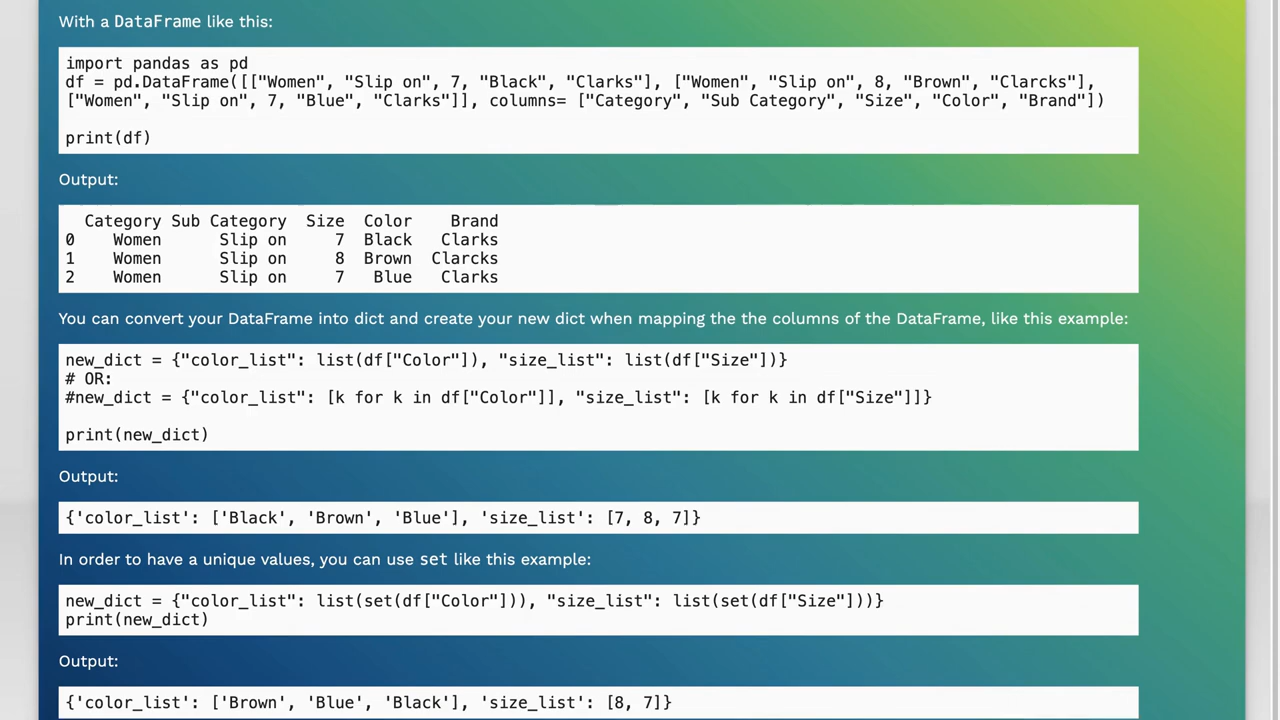 With a DataFrame like this:
import pandas as pd
df = pd.DataFrame([["Women", "Slip on", 7, "Black", "Clarks"], ["Women", "Slip on", 8, "Brown", "Clarcks"],
["Women", "Slip on", 7, "Blue", "Clarks"]], columns= ["Category", "Sub Category", "Size", "Color", "Brand"])
print(df)
Output:
  Category Sub Category  Size  Color    Brand
0    Women      Slip on     7  Black   Clarks
1    Women      Slip on     8  Brown  Clarcks
2    Women      Slip on     7   Blue   Clarks
You can convert your DataFrame into dict and create your new dict when mapping the the columns of the DataFrame, like this example:
new_dict = {"color_list": list(df["Color"]), "size_list": list(df["Size"])}
# OR:
#new_dict = {"color_list": [k for k in df["Color"]], "size_list": [k for k in df["Size"]]}
print(new_dict)
Output:
{'color_list': ['Black', 'Brown', 'Blue'], 'size_list': [7, 8, 7]}
In order to have a unique values, you can use set like this example:
new_dict = {"color_list": list(set(df["Color"])), "size_list": list(set(df["Size"]))}
print(new_dict)
Output:
{'color_list': ['Brown', 'Blue', 'Black'], 'size_list': [8, 7]}